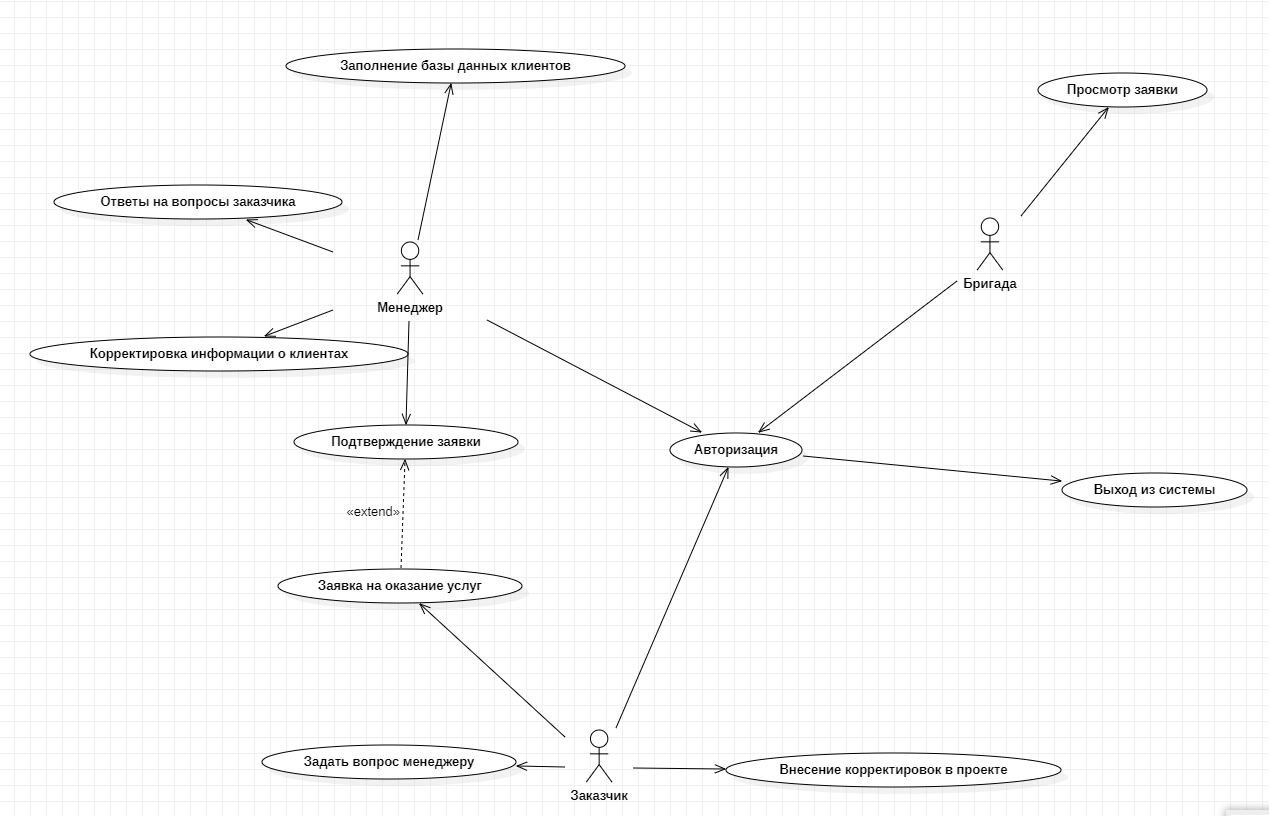 Заполнение базы данных клиентов
Просмотр заявки
Ответы на вопросы заказчика
Бригада
Менеджер
Корректировка информации о клиентах
Подтверждение заявки
Авторизация
Выход из системы
«extend»
Заявка на оказание услуг
Задать вопрос менеджеру
Внесение корректировок в проекте
Заказчик